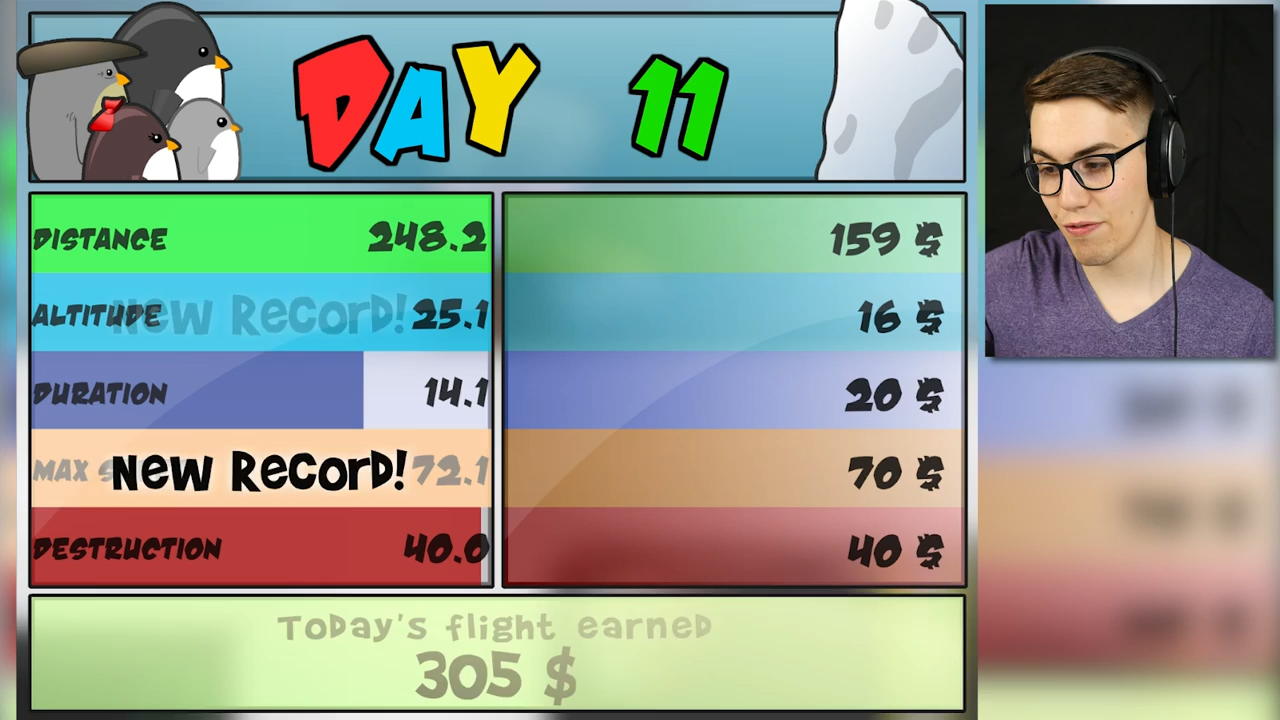 DAY 11
DISTANCE 248.2 159 $
ALTITUDE New Record! 25.1 16 $
DURATION 14.1 20 $
MAX New Record! 72.1 70 $
DESTRUCTION 40.0 40 $
Today's flight earned
305 $